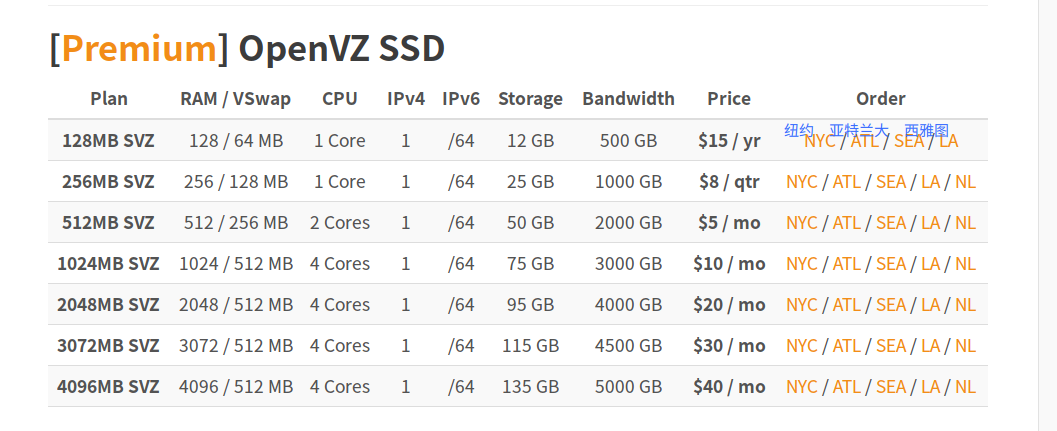 [Premium] OpenVZ SSD
Plan RAM / VSwap CPU IPv4 IPv6 Storage Bandwidth Price Order
纽约 亚特兰大 西雅图
128MB SVZ 128 / 64 MB 1 Core 1 /64 12 GB 500 GB $15 / yr NYC / ATL / SEA / LA
256MB SVZ 256 / 128 MB 1 Core 1 /64 25 GB 1000 GB $8 / qtr NYC / ATL / SEA / LA / NL
512MB SVZ 512 / 256 MB 2 Cores 1 /64 50 GB 2000 GB $5 / mo NYC / ATL / SEA / LA / NL
1024MB SVZ 1024 / 512 MB 4 Cores 1 /64 75 GB 3000 GB $10 / mo NYC / ATL / SEA / LA / NL
2048MB SVZ 2048 / 512 MB 4 Cores 1 /64 95 GB 4000 GB $20 / mo NYC / ATL / SEA / LA / NL
3072MB SVZ 3072 / 512 MB 4 Cores 1 /64 115 GB 4500 GB $30 / mo NYC / ATL / SEA / LA / NL
4096MB SVZ 4096 / 512 MB 4 Cores 1 /64 135 GB 5000 GB $40 / mo NYC / ATL / SEA / LA / NL